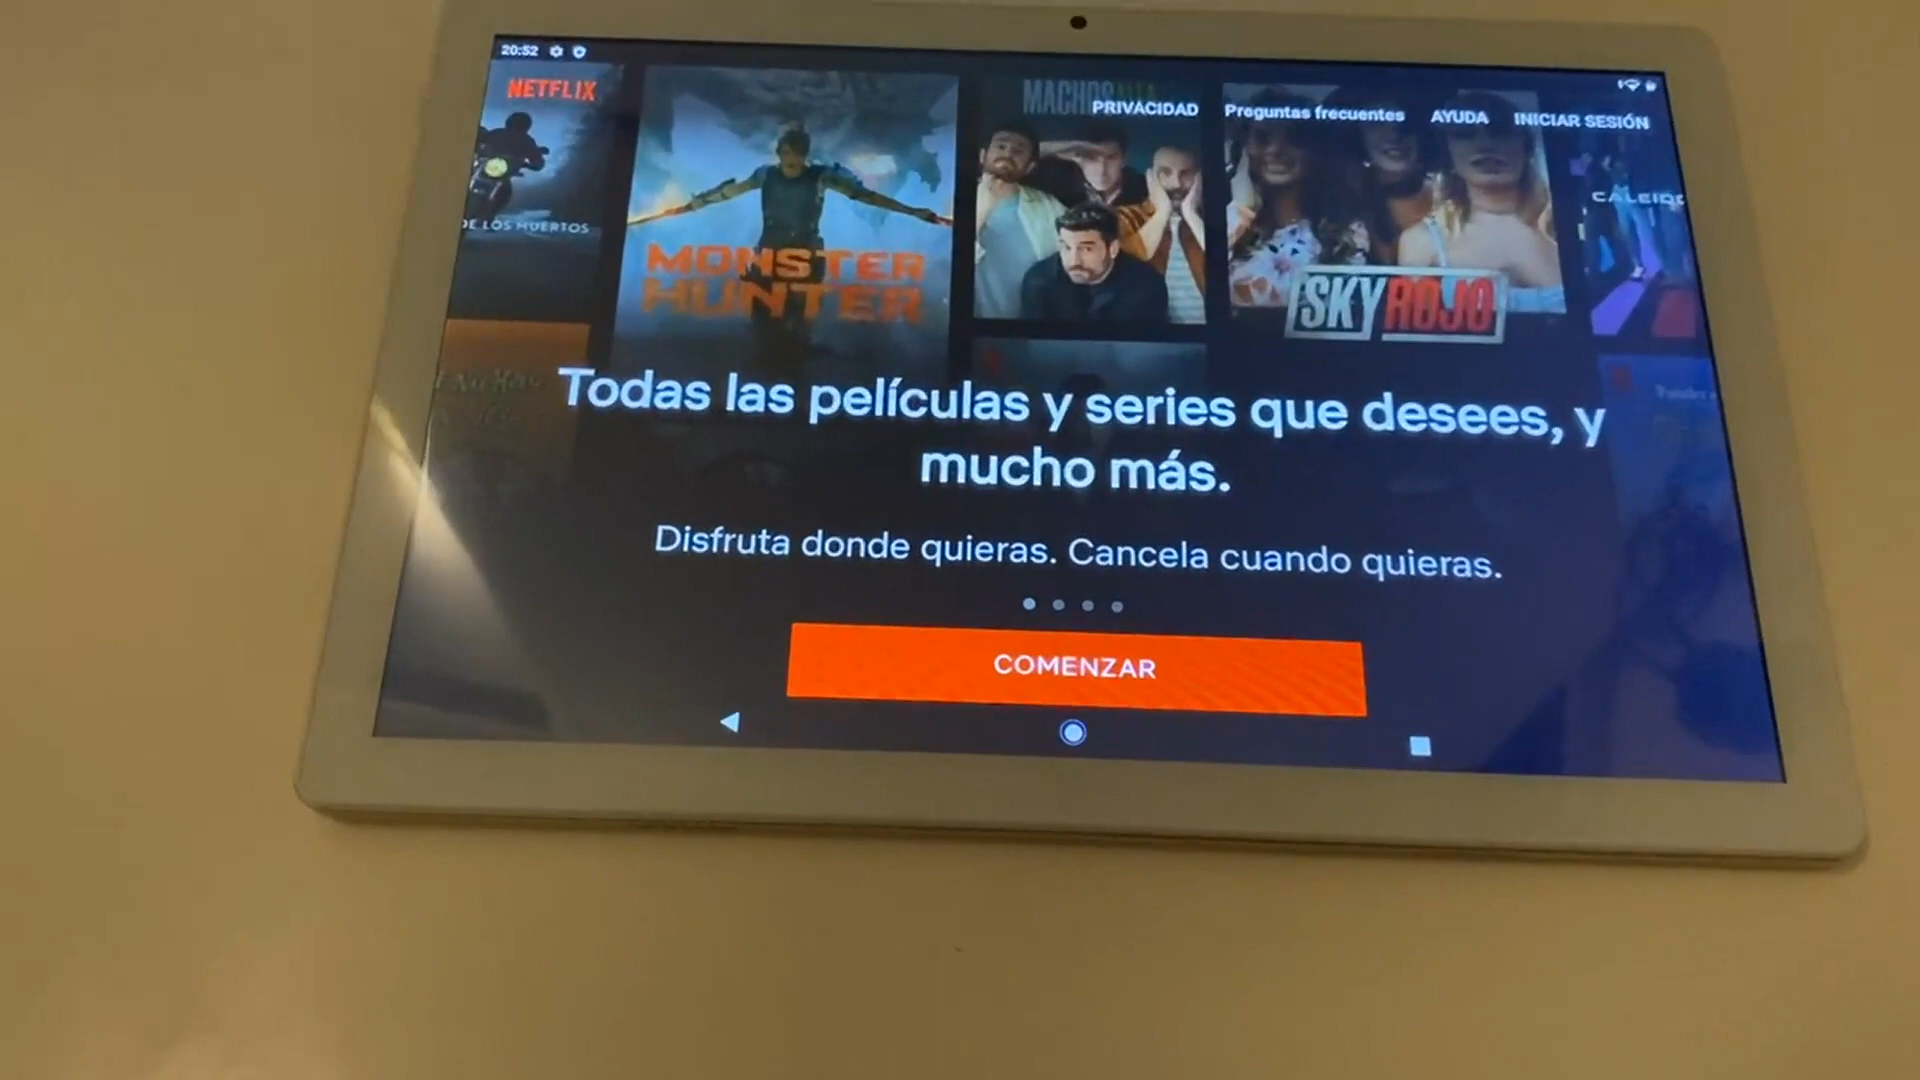 20:52
NETFLIX
MACHOS ALFA
PRIVACIDAD
Preguntas frecuentes
AYUDA
INICIAR SESIÓN
DE LOS MUERTOS
CALEID
MONSTER
HUNTER
SKY ROJO
Todas las películas y series que desees, y
mucho más.
Disfruta donde quieras. Cancela cuando quieras.
COMENZAR